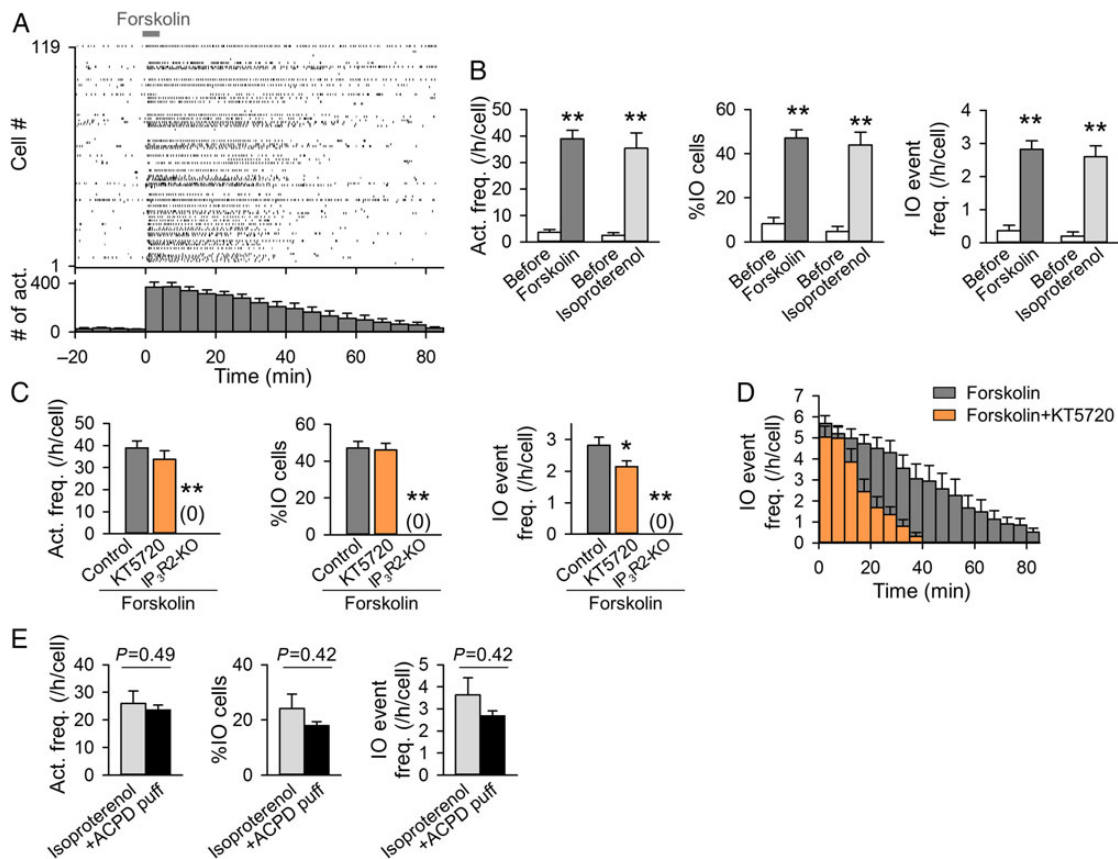 A
Forskolin
119
Cell #
1
400
# of act.
0
–20 0 20 40 60 80
Time (min)
B
50
40
30
20
10
0
Act. freq. (/h/cell)
**
**
Before
Forskolin
Before
Isoproterenol
60
40
20
0
%IO cells
**
**
Before
Forskolin
Before
Isoproterenol
4
3
2
1
0
IO event
freq. (/h/cell)
**
**
Before
Forskolin
Before
Isoproterenol
C
50
40
30
20
10
0
Act. freq. (/h/cell)
**
(0)
Control
KT5720
IP₃R2-KO
Forskolin
60
40
20
0
%IO cells
**
(0)
Control
KT5720
IP₃R2-KO
Forskolin
3
2
1
0
IO event
freq. (/h/cell)
*
**
(0)
Control
KT5720
IP₃R2-KO
Forskolin
D
Forskolin
Forskolin+KT5720
7
6
5
4
3
2
1
0
IO event
freq. (/h/cell)
0 20 40 60 80
Time (min)
E
P=0.49
40
30
20
10
0
Act. freq. (/h/cell)
Isoproterenol
+ACPD puff
P=0.42
40
20
0
%IO cells
Isoproterenol
+ACPD puff
P=0.42
5
4
3
2
1
0
IO event
freq. (/h/cell)
Isoproterenol
+ACPD puff